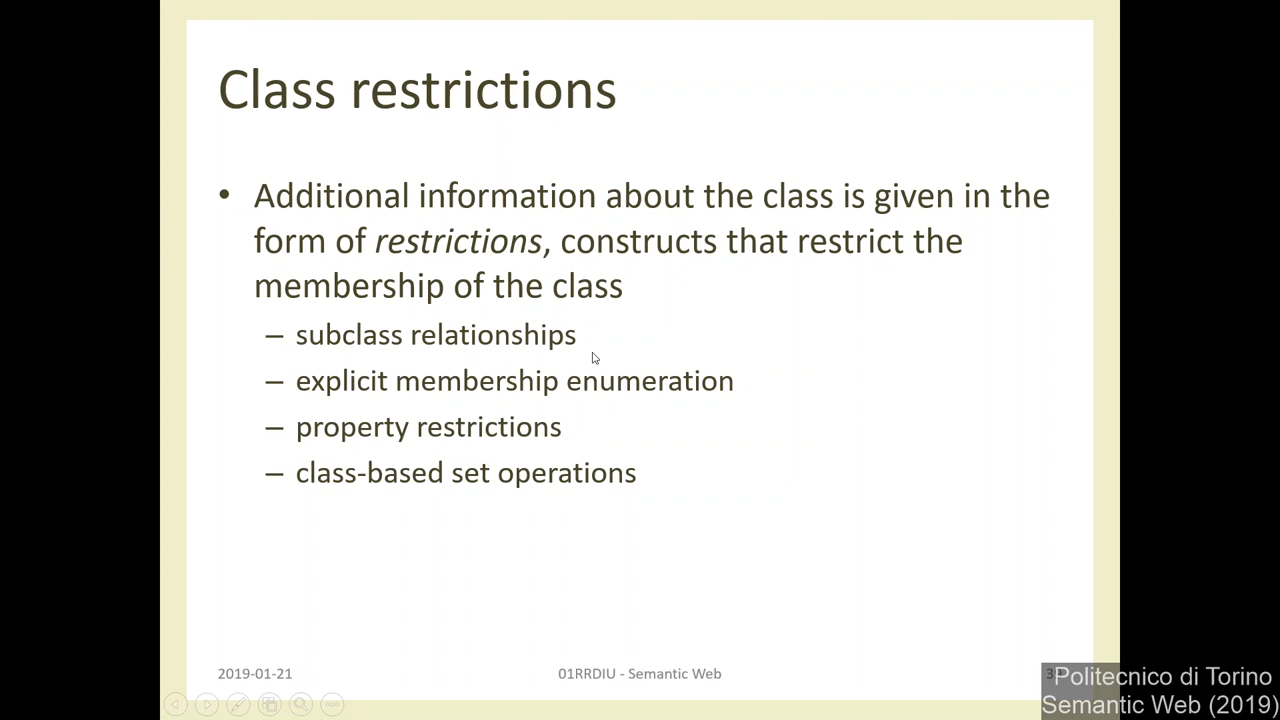 Class restrictions
• Additional information about the class is given in the
form of restrictions, constructs that restrict the
membership of the class
– subclass relationships
– explicit membership enumeration
– property restrictions
– class-based set operations
2019-01-21
01RRDIU - Semantic Web
Politecnico di Torino
Semantic Web (2019)